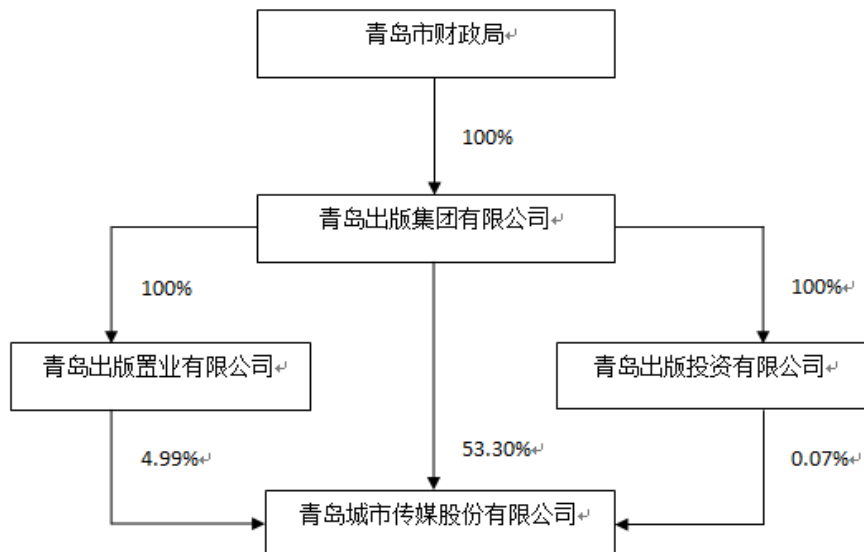 青岛市财政局
100%
青岛出版集团有限公司
100%
100%
青岛出版置业有限公司
青岛出版投资有限公司
4.99%
53.30%
0.07%
青岛城市传媒股份有限公司